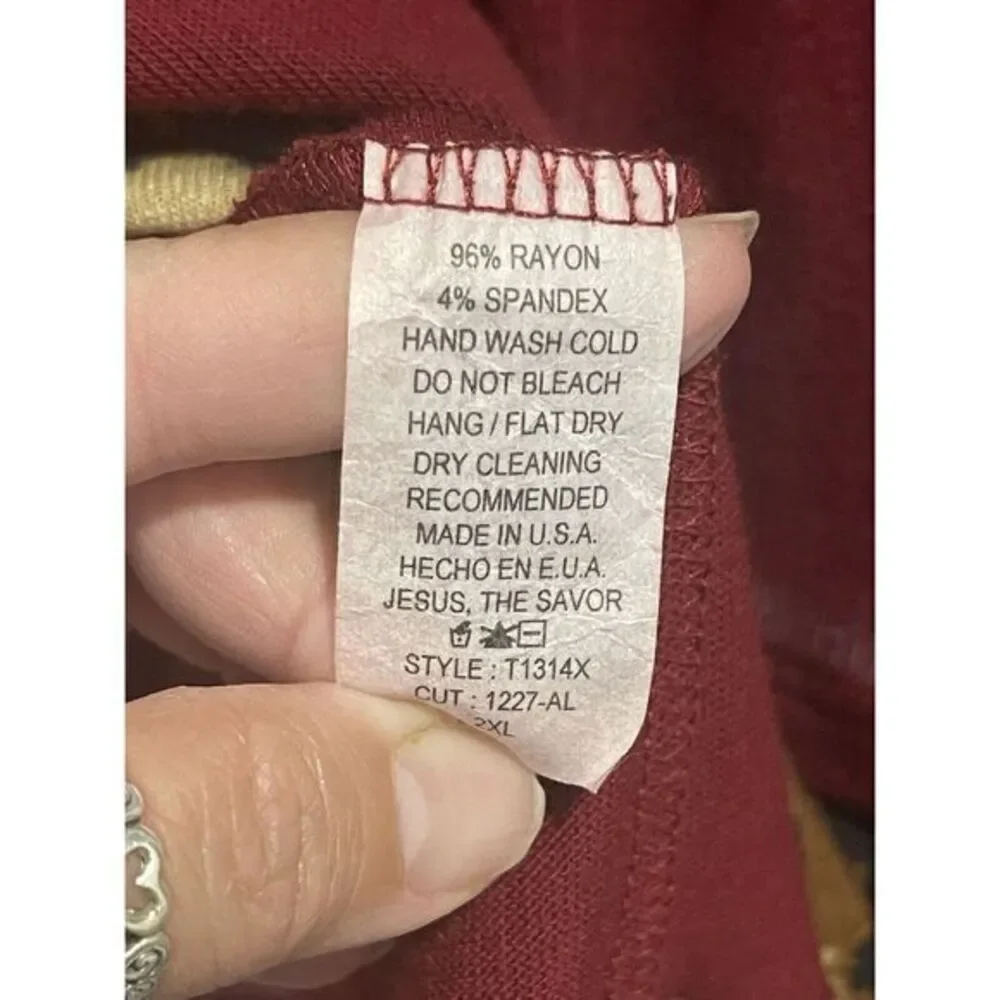 96% RAYON
4% SPANDEX
HAND WASH COLD
DO NOT BLEACH
HANG / FLAT DRY
DRY CLEANING
RECOMMENDED
MADE IN U.S.A.
HECHO EN E.U.A.
JESUS, THE SAVOR
STYLE : T1314X
CUT : 1227-AL